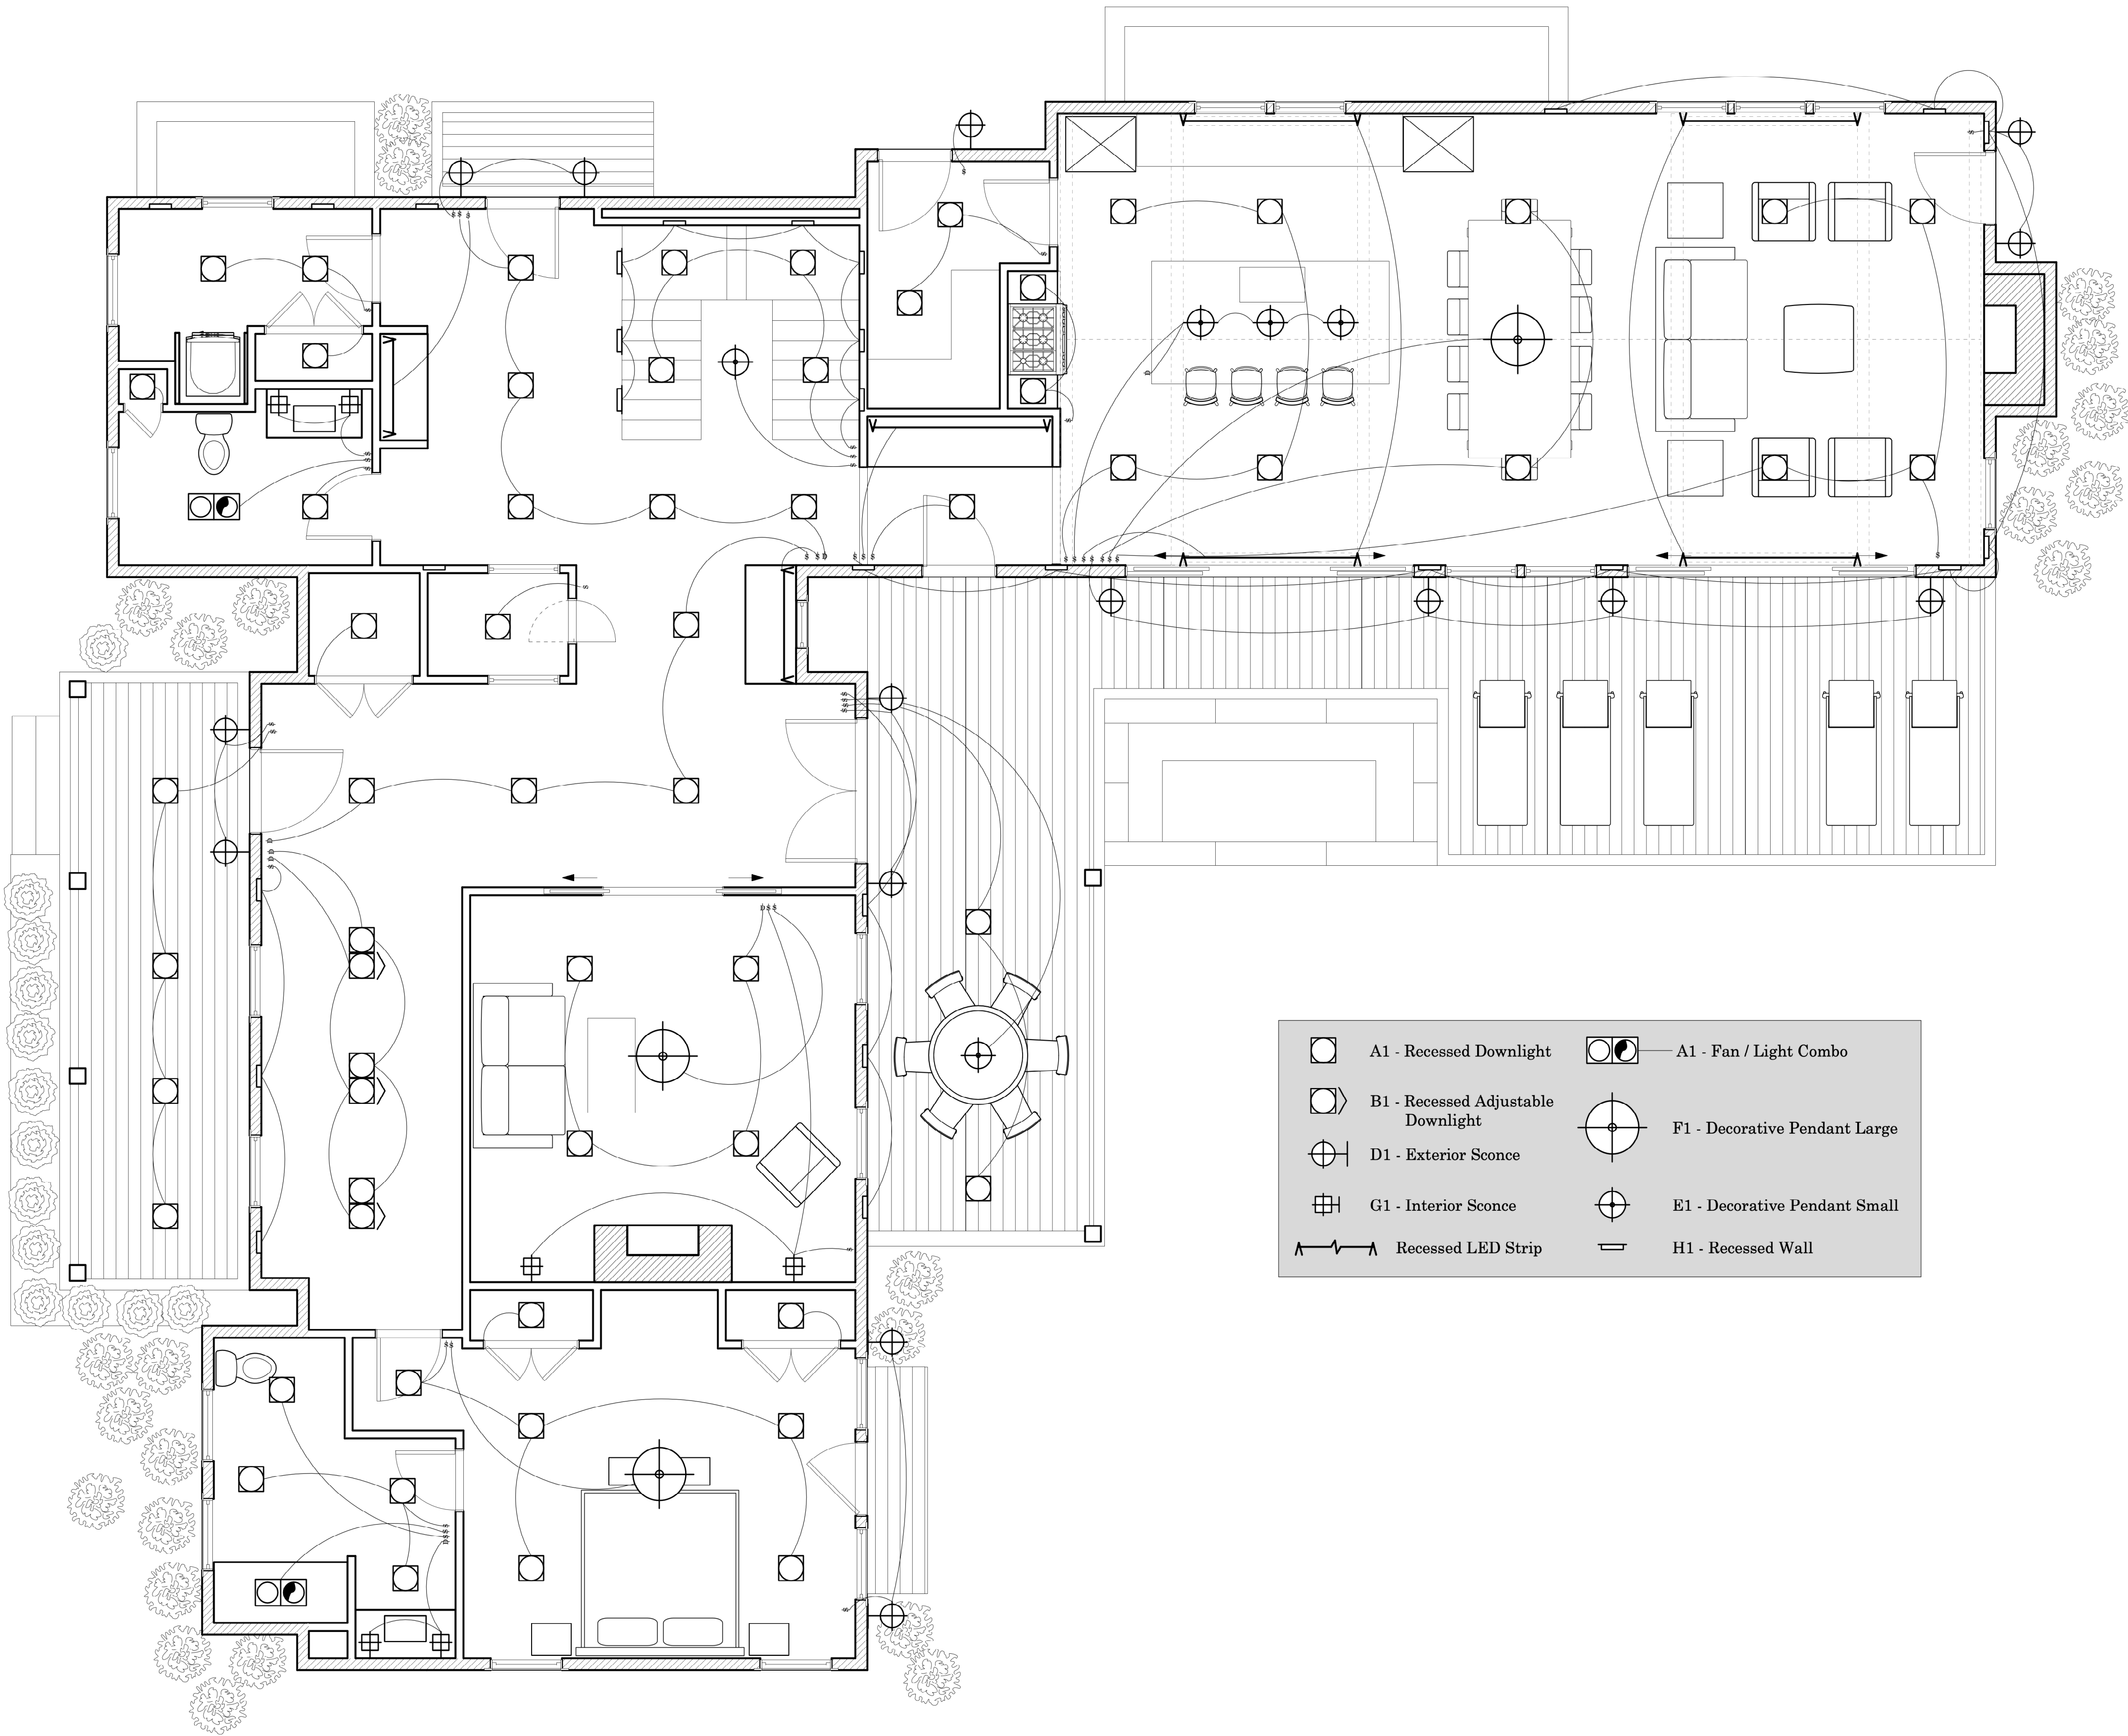 A1 - Recessed Downlight
A1 - Fan / Light Combo
B1 - Recessed Adjustable
Downlight
F1 - Decorative Pendant Large
D1 - Exterior Sconce
G1 - Interior Sconce
E1 - Decorative Pendant Small
Recessed LED Strip
H1 - Recessed Wall